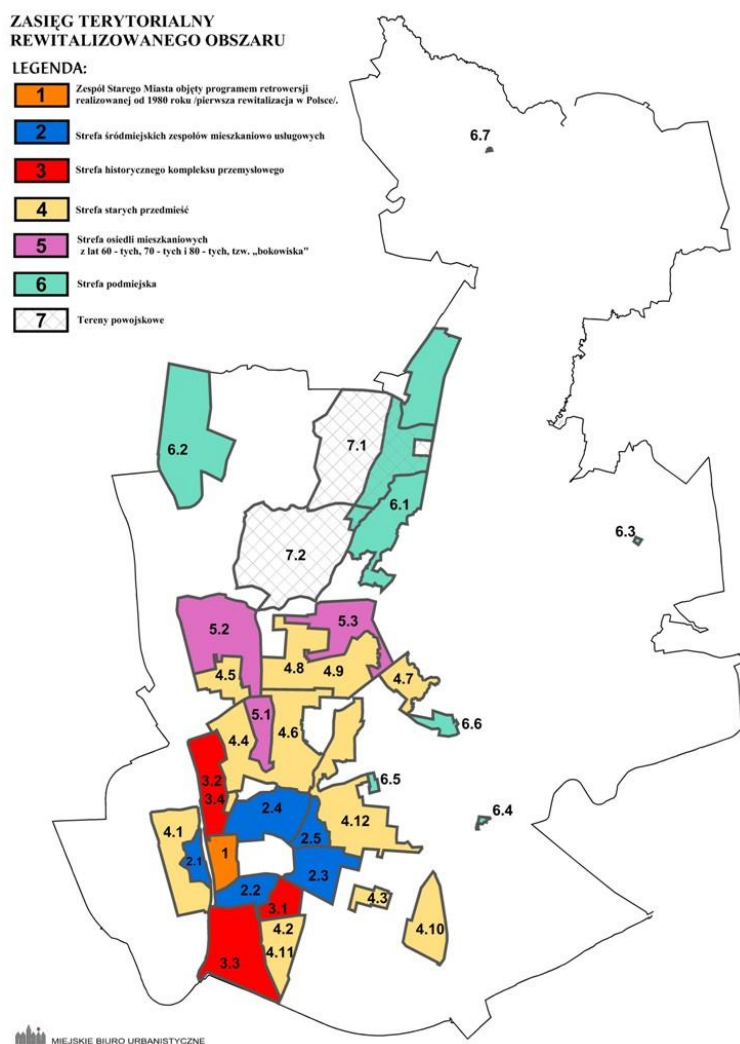 ZASIĘG TERYTORIALNY
REWITALIZOWANEGO OBSZARU
LEGENDA:
1 Zespół Starego Miasta objęty programem retrowersji
realizowanej od 1980 roku /pierwsza rewitalizacja w Polsce/.
2 Strefa śródmiejskich zespołów mieszkaniowo usługowych
3 Strefa historycznego kompleksu przemysłowego
4 Strefa starych przedmieść
5 Strefa osiedli mieszkaniowych
z lat 60 - tych, 70 - tych i 80 - tych, tzw. „bokowiska"
6 Strefa podmiejska
7 Tereny powojskowe
6.7
7.1
6.2
6.1
6.3
7.2
5.2
5.3
4.8
4.9
4.5
4.7
5.1
4.6
6.6
4.4
3.2
6.5
3.4
2.4
6.4
4.1
2.5
4.12
2.1
1
2.3
2.2
4.3
3.1
4.2
4.10
4.11
3.3
MIEJSKIE BIURO URBANISTYCZNE